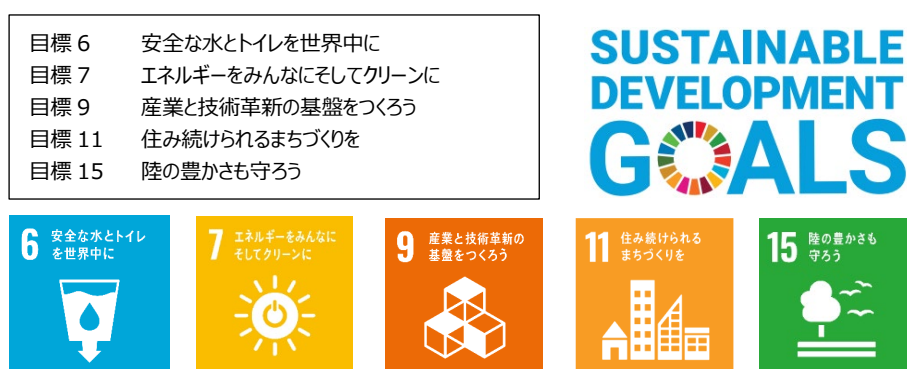 目標 6 安全な水とトイレを世界中に
目標 7 エネルギーをみんなにそしてクリーンに
目標 9 産業と技術革新の基盤をつくろう
目標 11 住み続けられるまちづくりを
目標 15 陸の豊かさも守ろう
SUSTAINABLE
DEVELOPMENT
GOALS
6 安全な水とトイレ
を世界中に
7 エネルギーをみんなに
そしてクリーンに
9 産業と技術革新の
基盤をつくろう
11 住み続けられる
まちづくりを
15 陸の豊かさも
守ろう